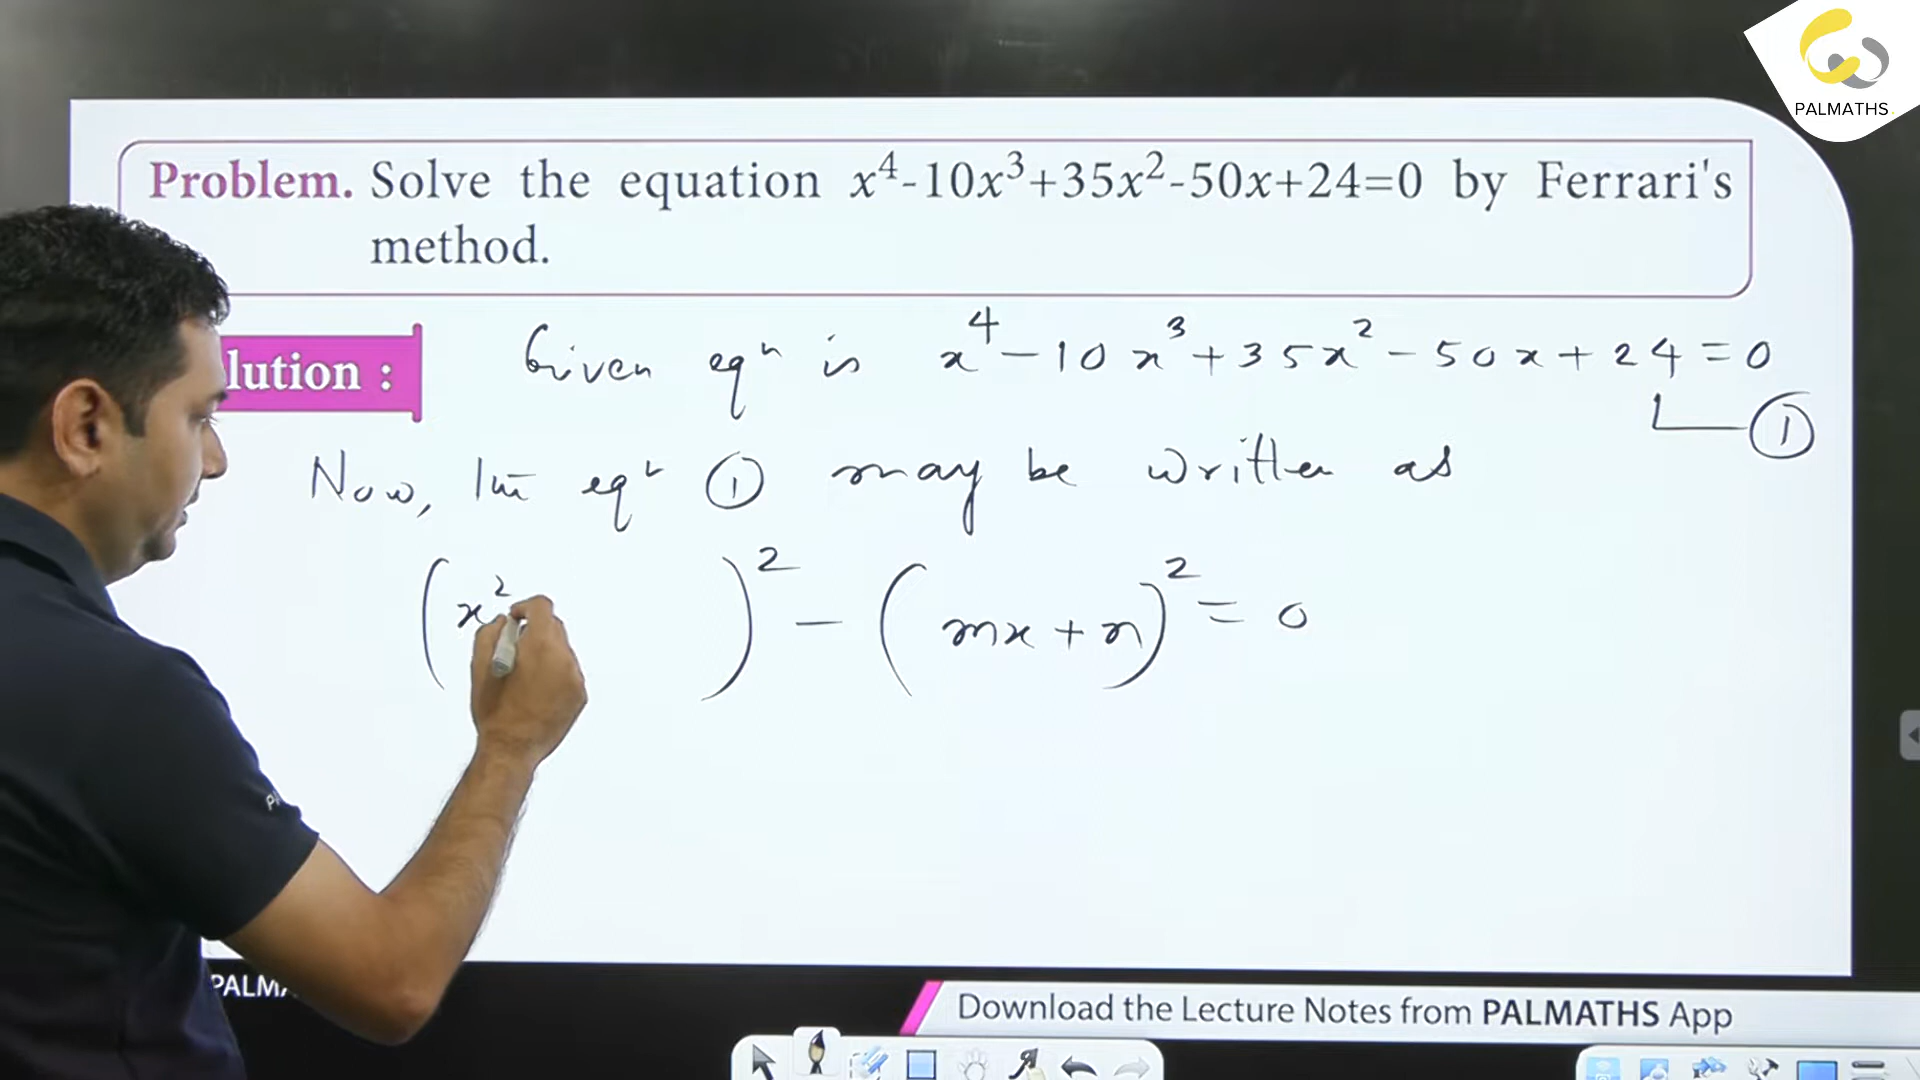 PALMATHS.
Problem. Solve the equation x⁴-10x³+35x²-50x+24=0 by Ferrari's
method.
lution :
Given eqⁿ is x⁴ - 10x³ + 35x² - 50x + 24 = 0
①
Now, the eqⁿ ① may be written as
(x² )² - (mx + n)² = 0
PALMA
Download the Lecture Notes from PALMATHS App